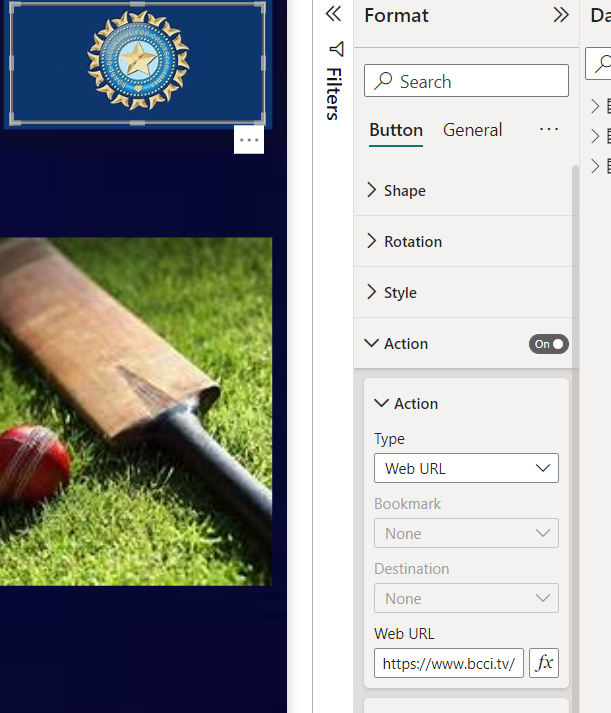 Format
Da
Filters
Search
Button General
Shape
Rotation
Style
Action On
Action
Type
Web URL
Bookmark
None
Destination
None
Web URL
https://www.bcci.tv/ fx